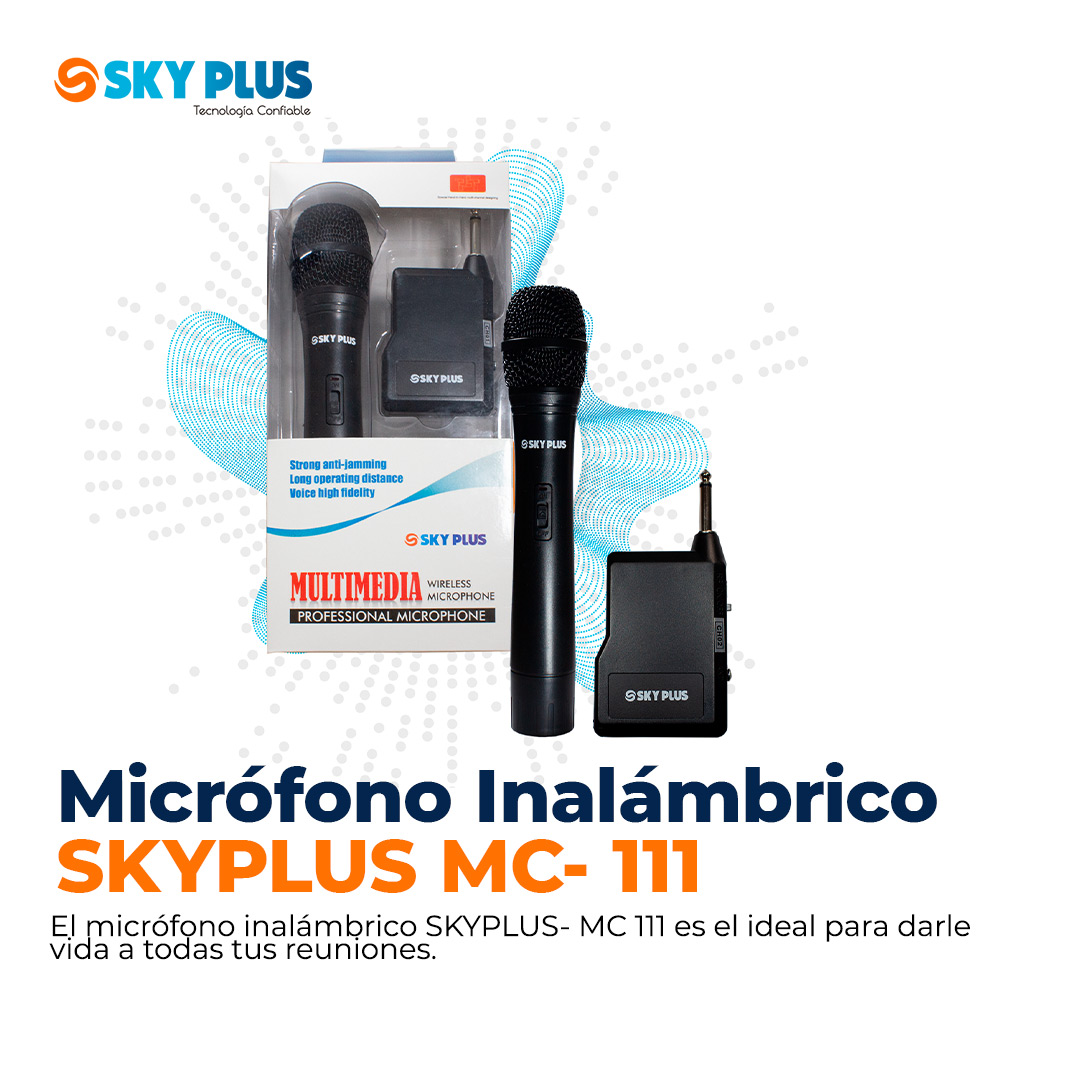 SKY PLUS
Tecnología Confiable
SKY PLUS
CH02
SKY PLUS
Strong anti-jamming
Long operating distance
Voice high fidelity
SKY PLUS
MULTIMEDIA WIRELESS MICROPHONE
PROFESSIONAL MICROPHONE
SKY PLUS
CH02
SKY PLUS
Micrófono Inalámbrico
SKYPLUS MC- 111
El micrófono inalámbrico SKYPLUS- MC 111 es el ideal para darle
vida a todas tus reuniones.